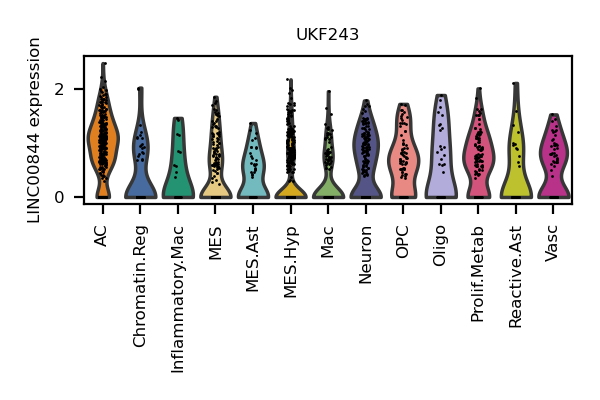 UKF243
LINC00844 expression
2
0
AC
Chromatin.Reg
Inflammatory.Mac
MES
MES.Ast
MES.Hyp
Mac
Neuron
OPC
Oligo
Prolif.Metab
Reactive.Ast
Vasc